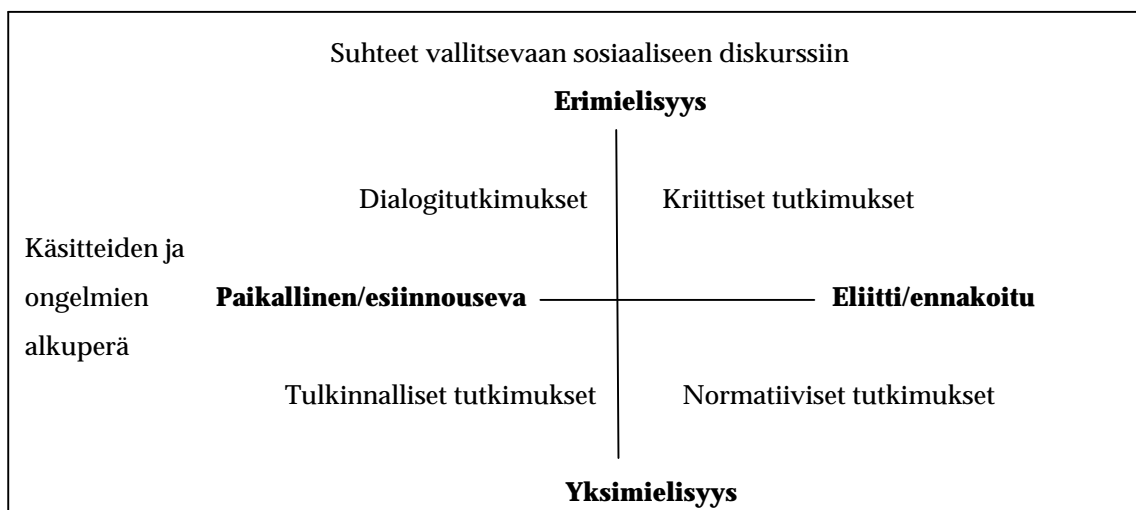 Suhteet vallitsevaan sosiaaliseen diskurssiin
Erimielisyys
Dialogitutkimukset
Kriittiset tutkimukset
Käsitteiden ja
ongelmien
alkuperä
Paikallinen/esiinnouseva
Eliitti/ennakoitu
Tulkinnalliset tutkimukset
Normatiiviset tutkimukset
Yksimielisyys